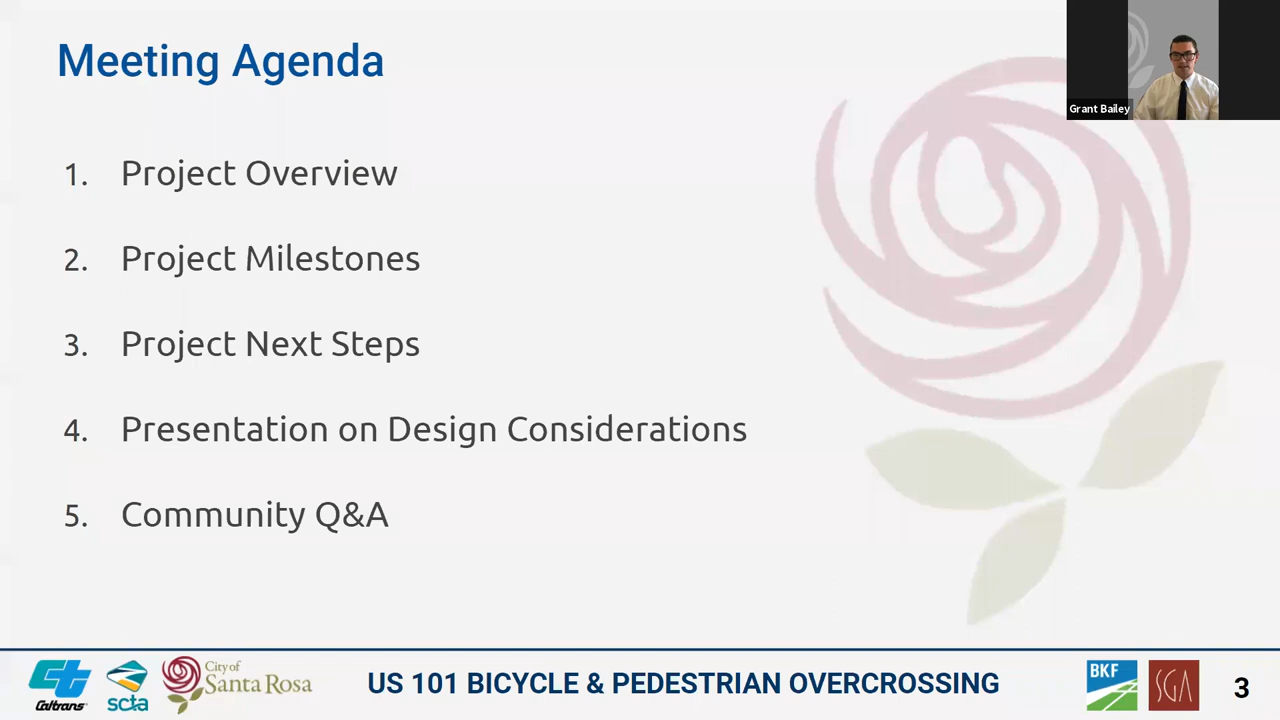 Meeting Agenda
Grant Bailey
1. Project Overview
2. Project Milestones
3. Project Next Steps
4. Presentation on Design Considerations
5. Community Q&A
Caltrans
scta
City of
Santa Rosa
US 101 BICYCLE & PEDESTRIAN OVERCROSSING
BKF
SGA
3